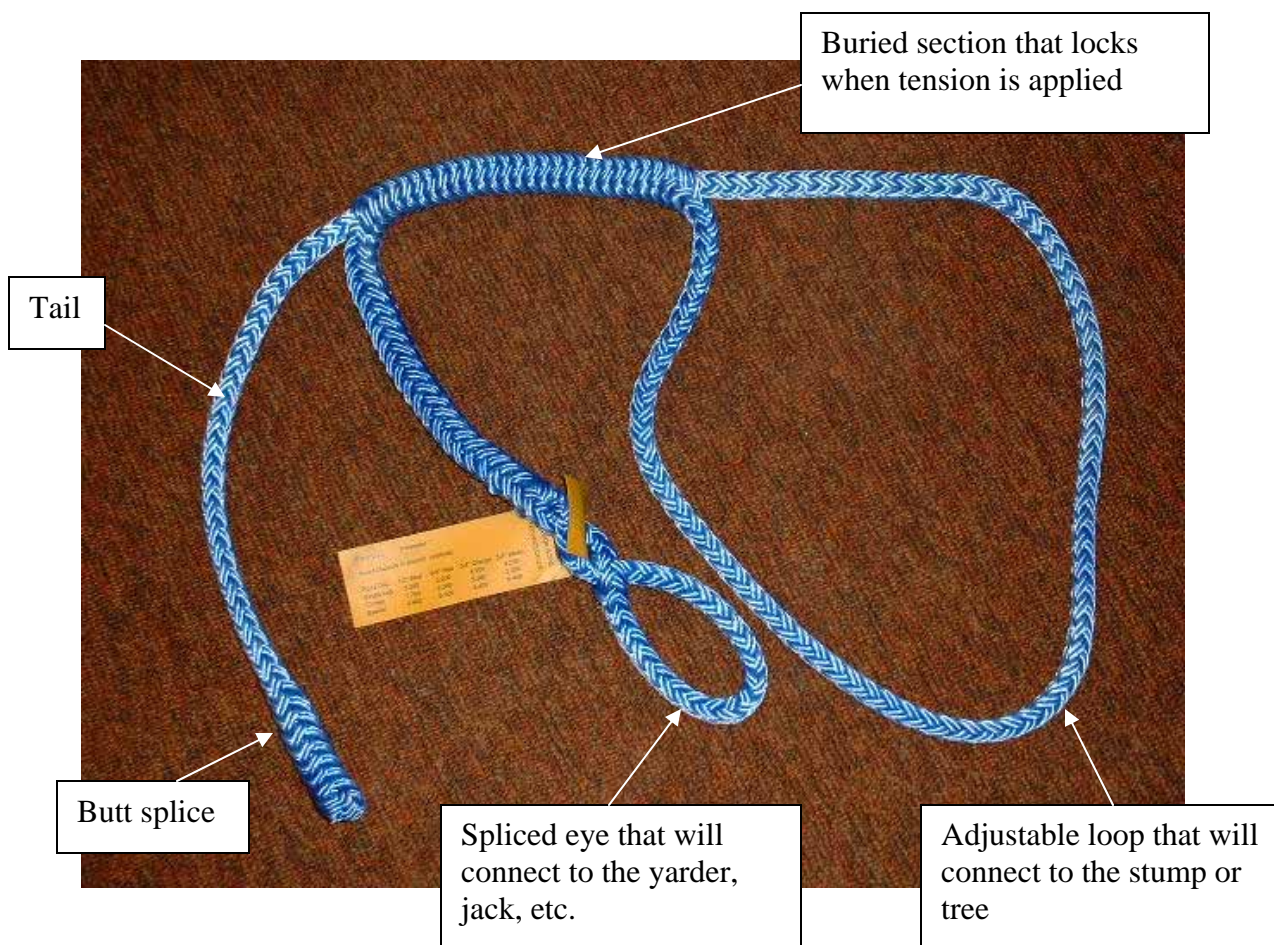 Buried section that locks
when tension is applied
Tail
Butt splice
Spliced eye that will
connect to the yarder,
jack, etc.
Adjustable loop that will
connect to the stump or
tree